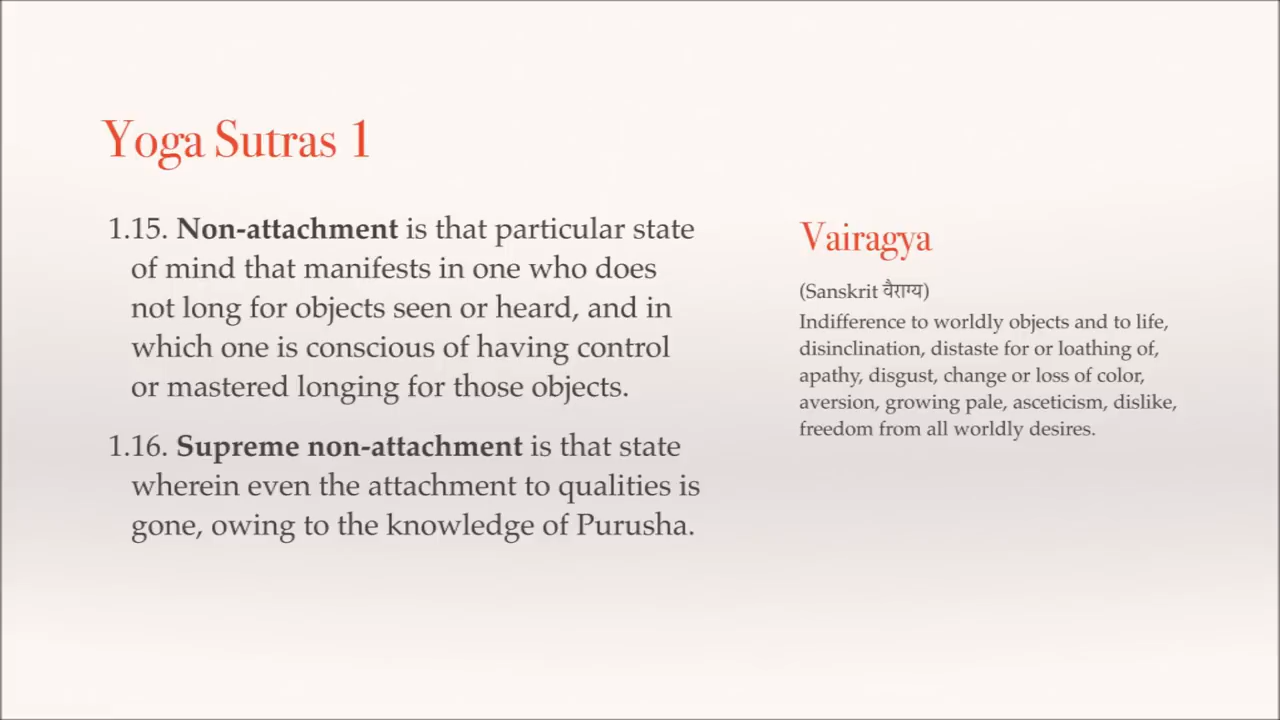 Yoga Sutras 1
1.15. Non-attachment is that particular state
of mind that manifests in one who does
not long for objects seen or heard, and in
which one is conscious of having control
or mastered longing for those objects.
1.16. Supreme non-attachment is that state
wherein even the attachment to qualities is
gone, owing to the knowledge of Purusha.
Vairagya
(Sanskrit वैराग्य)
Indifference to worldly objects and to life,
disinclination, distaste for or loathing of,
apathy, disgust, change or loss of color,
aversion, growing pale, asceticism, dislike,
freedom from all worldly desires.